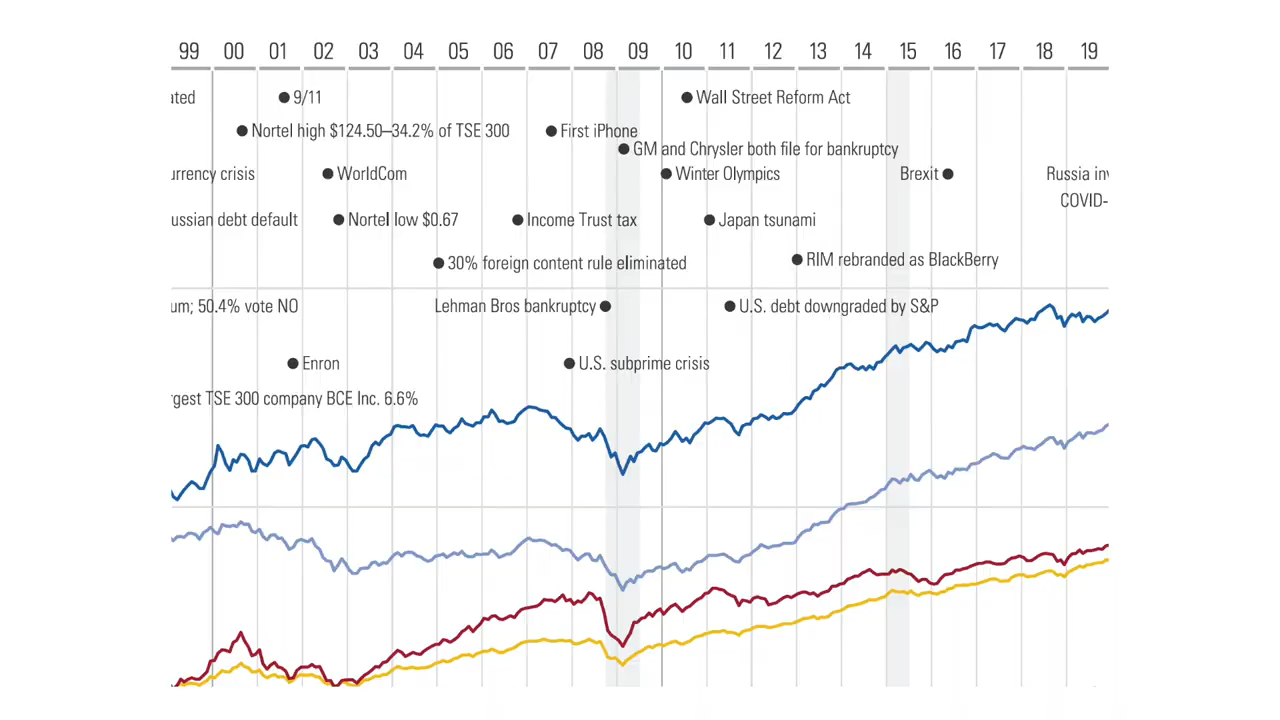 99 00 01 02 03 04 05 06 07 08 09 10 11 12 13 14 15 16 17 18 19
ated 9/11 Wall Street Reform Act
Nortel high $124.50–34.2% of TSE 300 First iPhone
GM and Chrysler both file for bankruptcy
urrency crisis WorldCom Winter Olympics Brexit Russia inv
COVID-
ussian debt default Nortel low $0.67 Income Trust tax Japan tsunami
30% foreign content rule eliminated RIM rebranded as BlackBerry
um; 50.4% vote NO Lehman Bros bankruptcy U.S. debt downgraded by S&P
Enron U.S. subprime crisis
rgest TSE 300 company BCE Inc. 6.6%